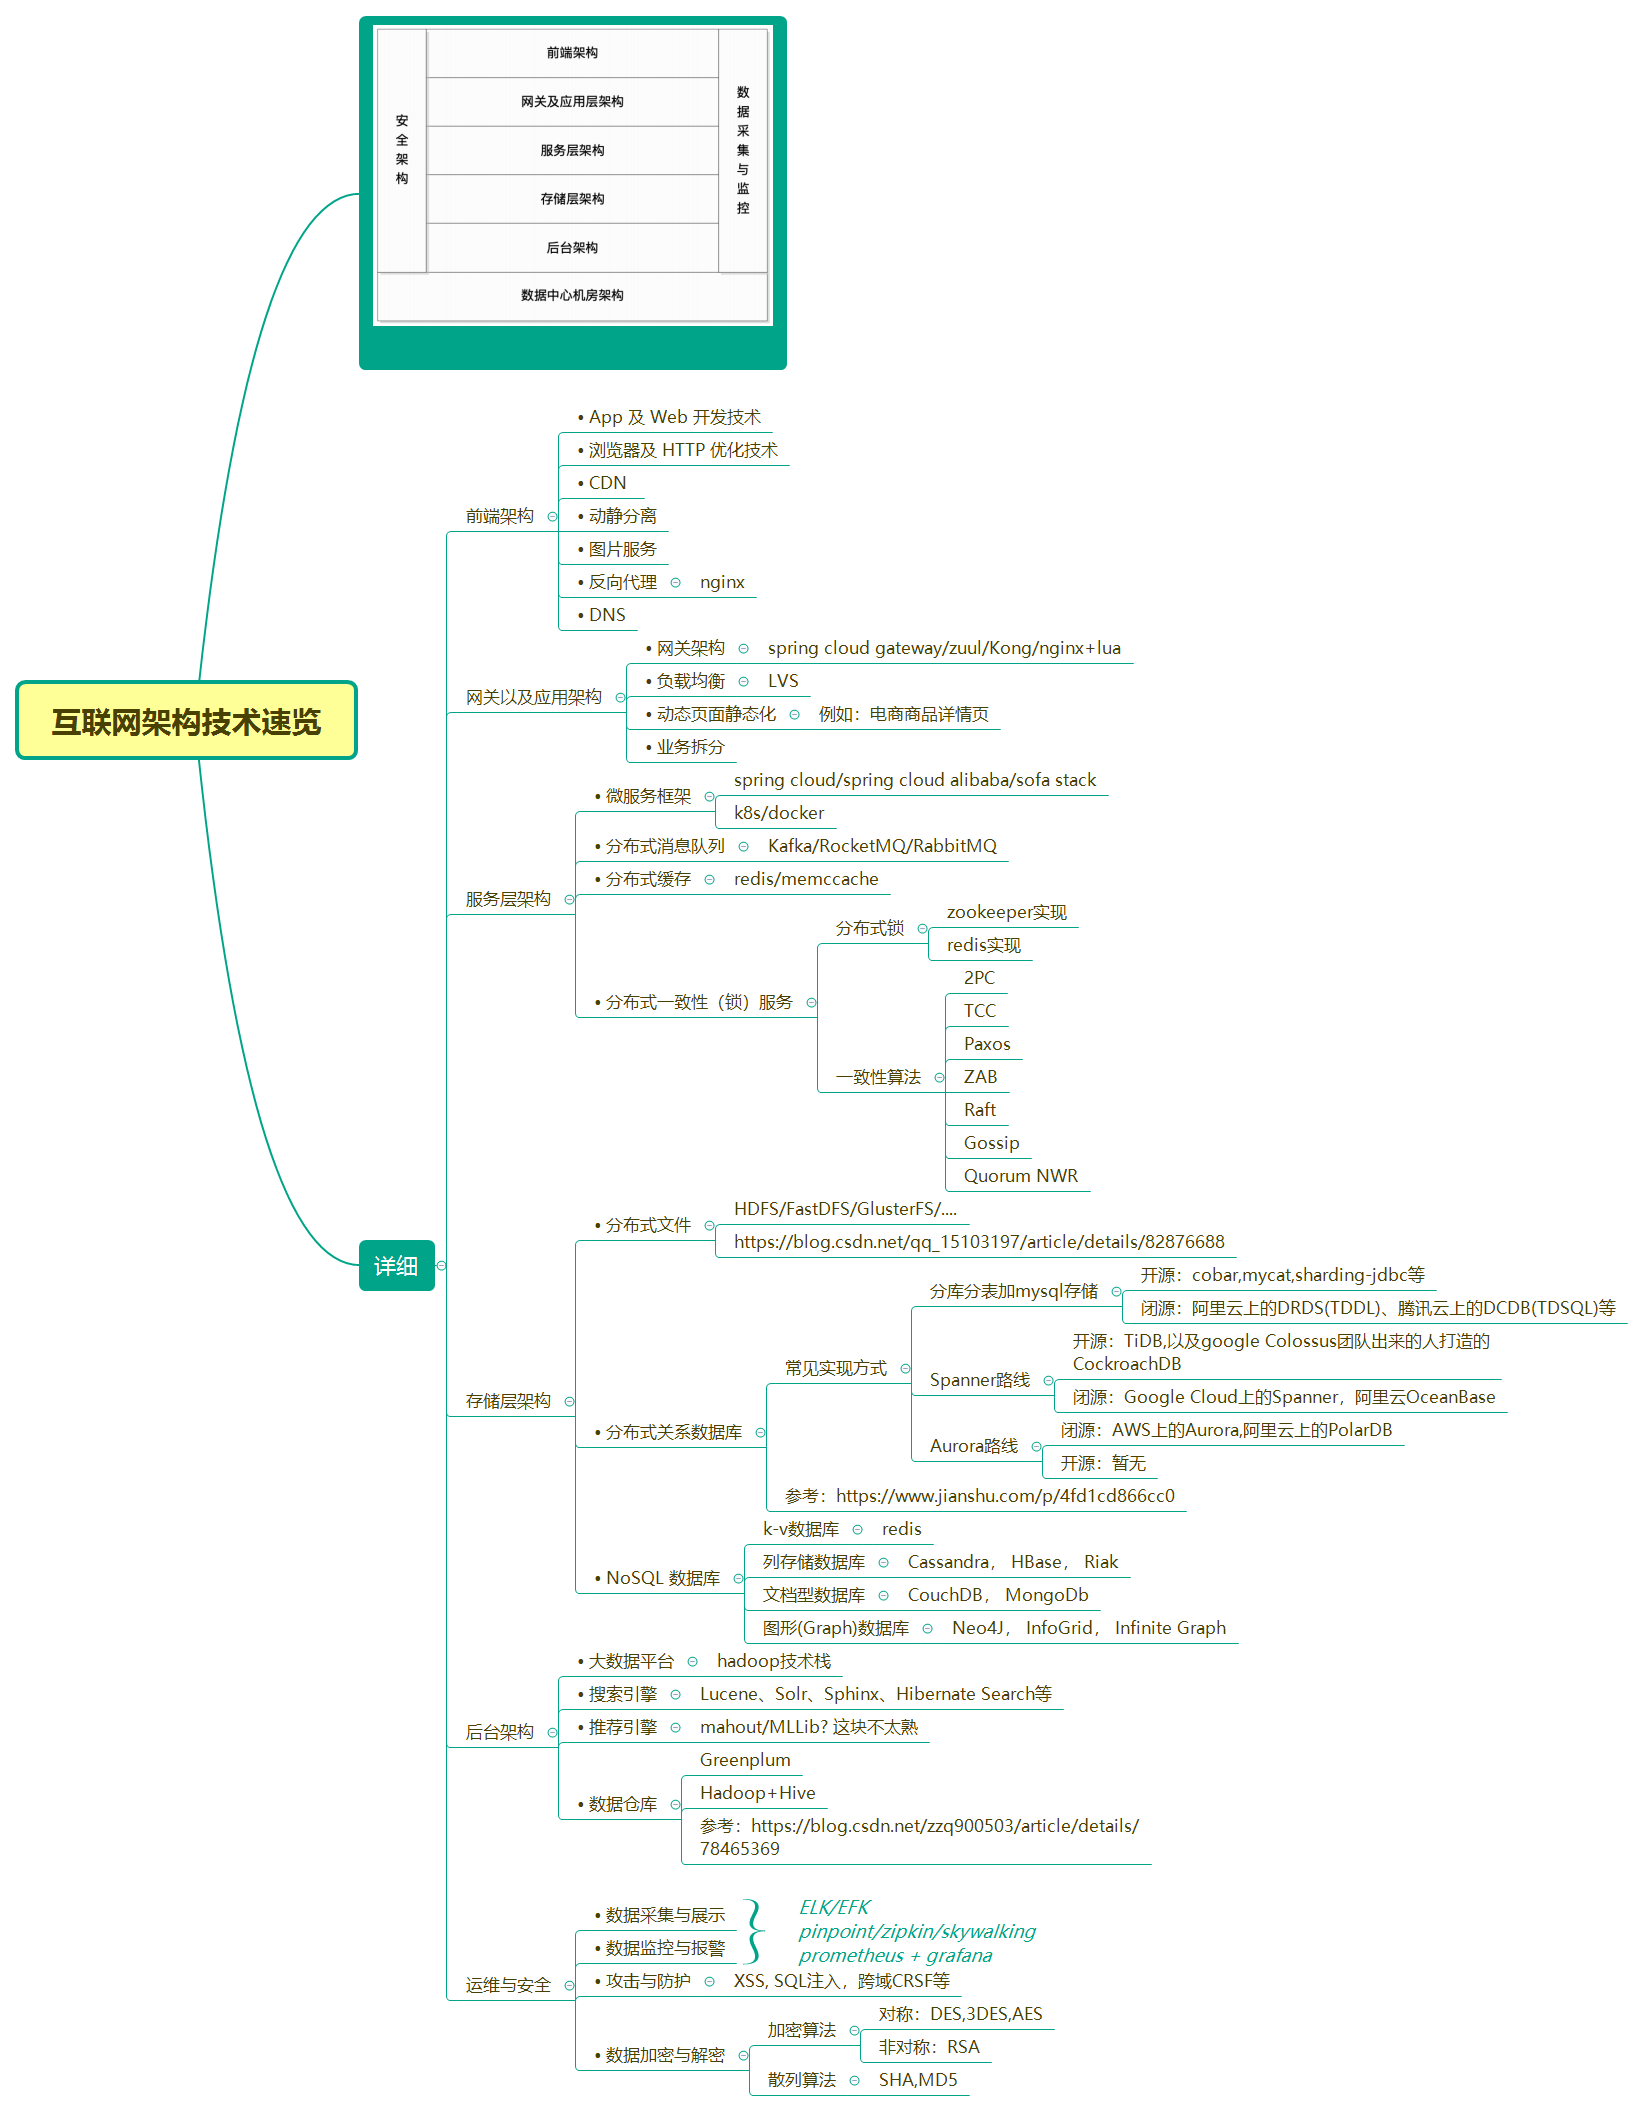 前端架构
网关及应用层架构
服务层架构
存储层架构
后台架构
安全架构
数据采集与监控
数据中心机房架构
互联网架构技术速览
详细
前端架构
• App 及 Web 开发技术
• 浏览器及 HTTP 优化技术
• CDN
• 动静分离
• 图片服务
• 反向代理
nginx
• DNS
网关以及应用架构
• 网关架构
spring cloud gateway/zuul/Kong/nginx+lua
• 负载均衡
LVS
• 动态页面静态化
例如：电商商品详情页
• 业务拆分
服务层架构
• 微服务框架
spring cloud/spring cloud alibaba/sofa stack
k8s/docker
• 分布式消息队列
Kafka/RocketMQ/RabbitMQ
• 分布式缓存
redis/memccache
• 分布式一致性（锁）服务
分布式锁
zookeeper实现
redis实现
一致性算法
2PC
TCC
Paxos
ZAB
Raft
Gossip
Quorum NWR
存储层架构
• 分布式文件
HDFS/FastDFS/GlusterFS/....
https://blog.csdn.net/qq_15103197/article/details/82876688
• 分布式关系数据库
常见实现方式
分库分表加mysql存储
开源：cobar,mycat,sharding-jdbc等
闭源：阿里云上的DRDS(TDDL)、腾讯云上的DCDB(TDSQL)等
Spanner路线
开源：TiDB,以及google Colossus团队出来的人打造的
CockroachDB
闭源：Google Cloud上的Spanner，阿里云OceanBase
Aurora路线
闭源：AWS上的Aurora,阿里云上的PolarDB
开源：暂无
参考：https://www.jianshu.com/p/4fd1cd866cc0
• NoSQL 数据库
k-v数据库
redis
列存储数据库
Cassandra， HBase， Riak
文档型数据库
CouchDB， MongoDb
图形(Graph)数据库
Neo4J， InfoGrid， Infinite Graph
后台架构
• 大数据平台
hadoop技术栈
• 搜索引擎
Lucene、Solr、Sphinx、Hibernate Search等
• 推荐引擎
mahout/MLLib? 这块不太熟
• 数据仓库
Greenplum
Hadoop+Hive
参考：https://blog.csdn.net/zzq900503/article/details/
78465369
运维与安全
• 数据采集与展示
• 数据监控与报警
ELK/EFK
pinpoint/zipkin/skywalking
prometheus + grafana
• 攻击与防护
XSS, SQL注入，跨域CRSF等
• 数据加密与解密
加密算法
对称：DES,3DES,AES
非对称：RSA
散列算法
SHA,MD5